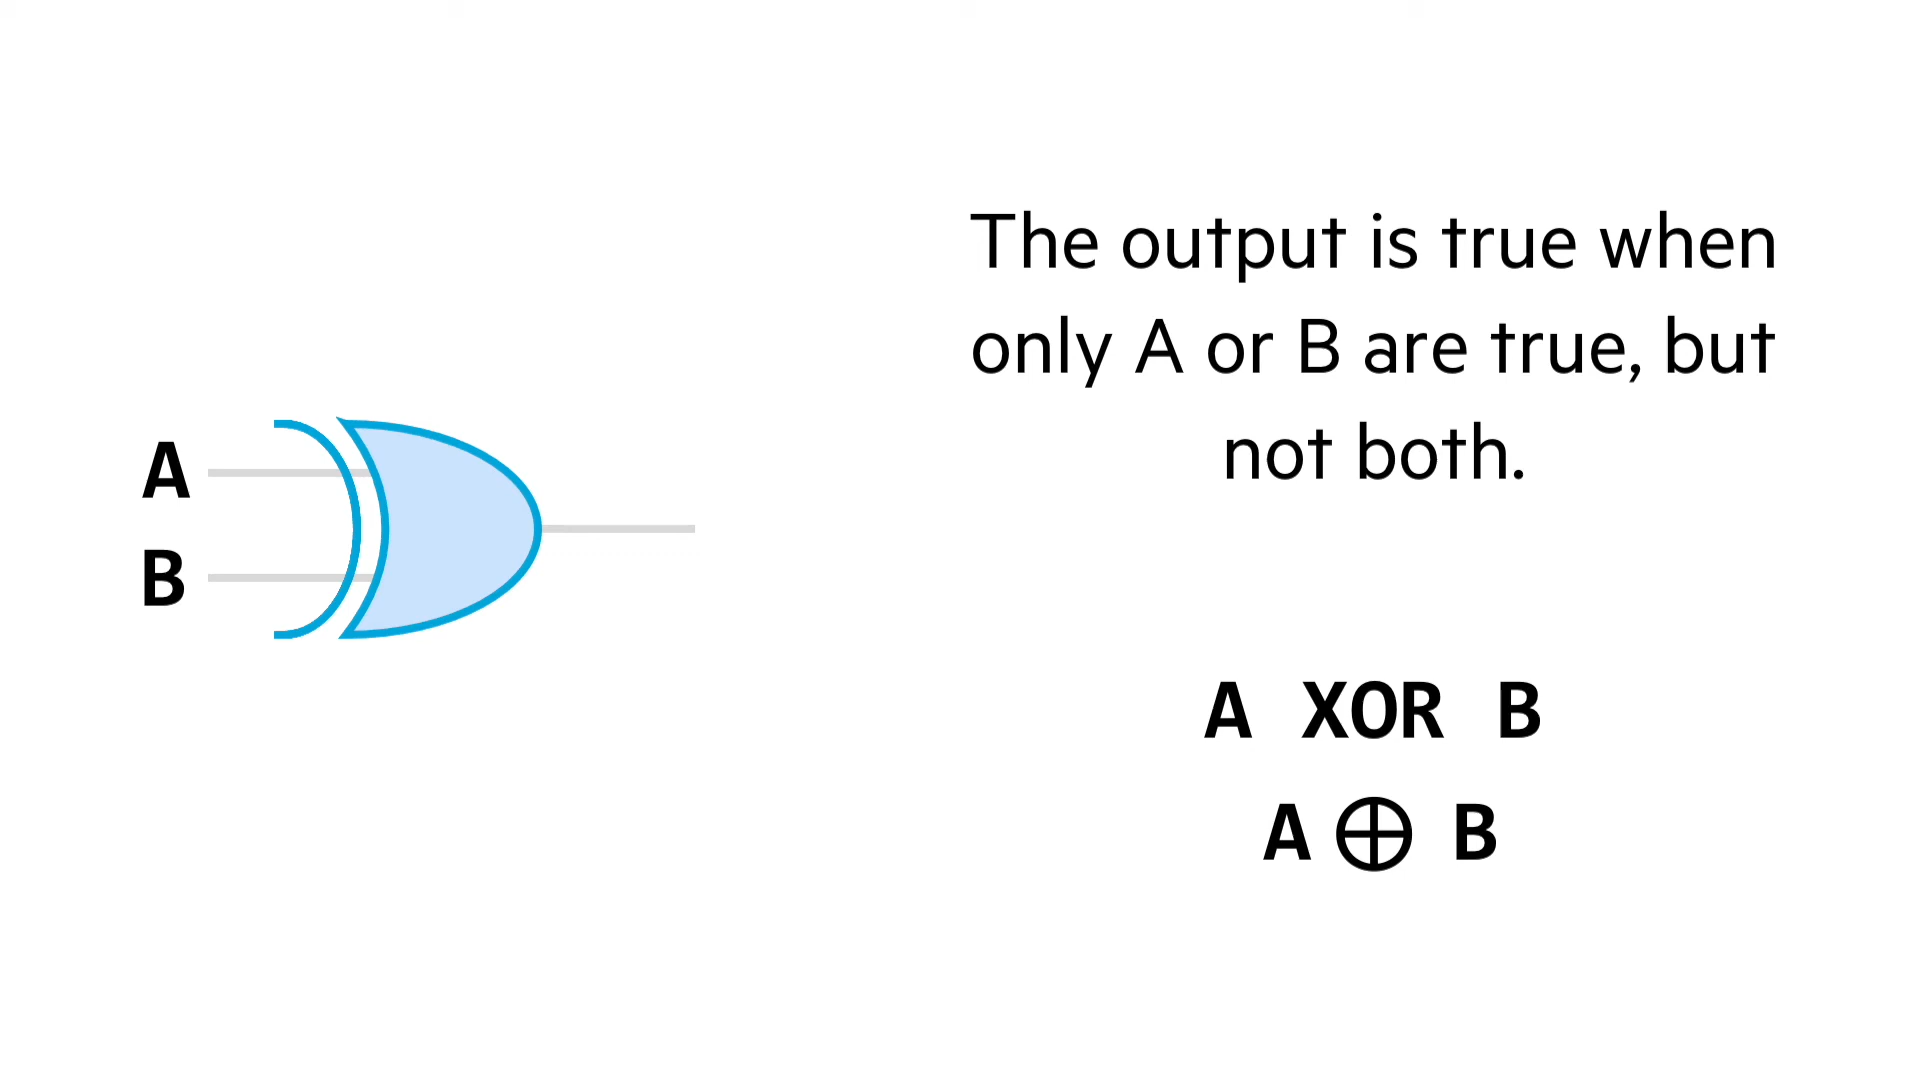 A
B
The output is true when
only A or B are true, but
not both.
A XOR B
A ⊕ B